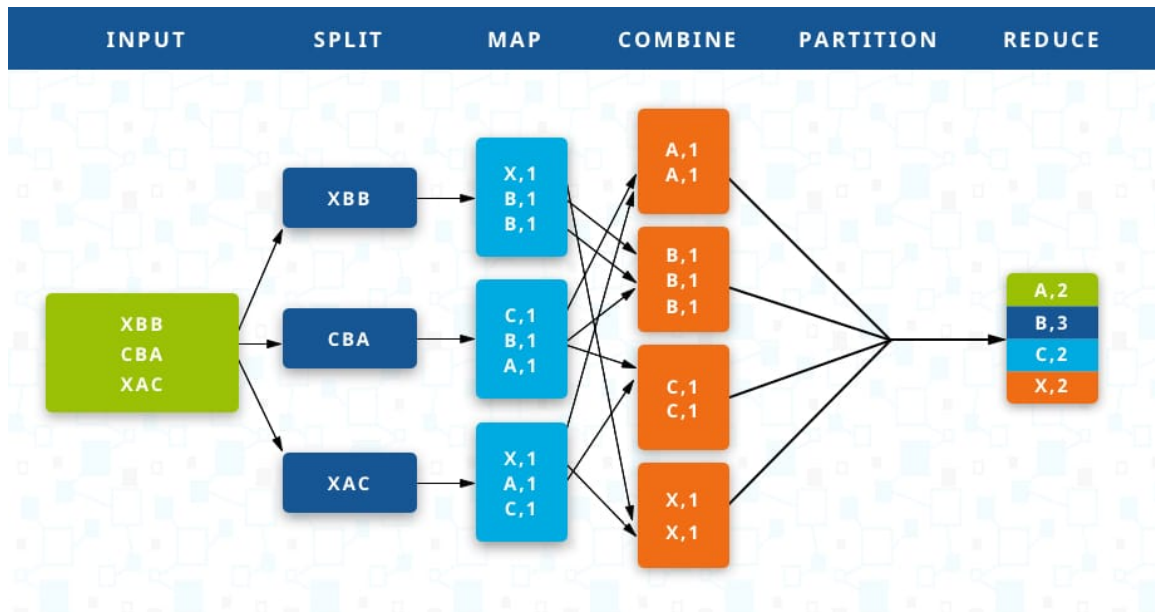 INPUT
SPLIT
MAP
COMBINE
PARTITION
REDUCE
XBB
CBA
XAC
XBB
CBA
XAC
X,1
B,1
B,1
C,1
B,1
A,1
X,1
A,1
C,1
A,1
A,1
B,1
B,1
B,1
C,1
C,1
X,1
X,1
A,2
B,3
C,2
X,2